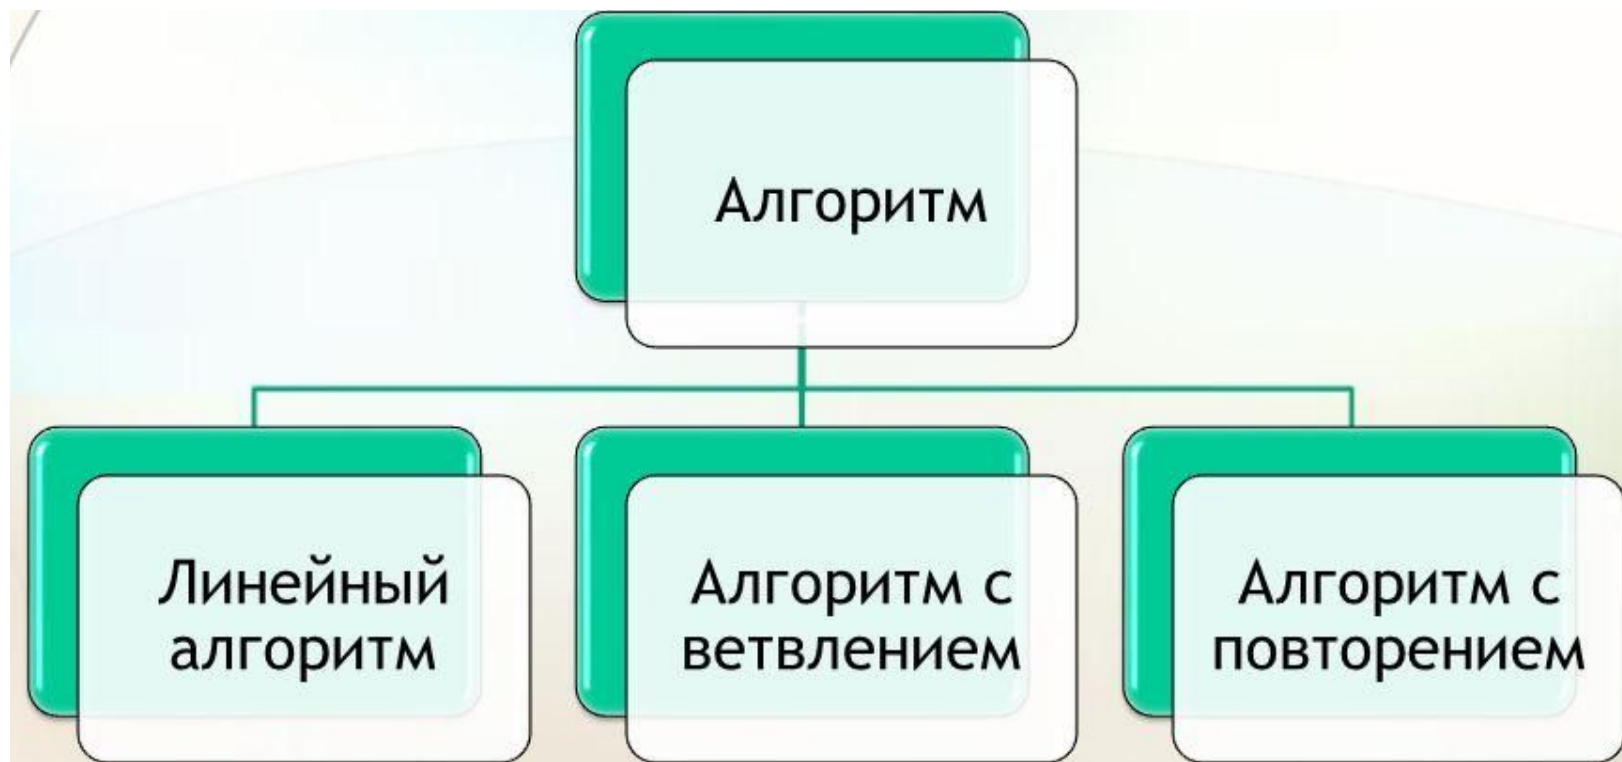 Алгоритм
Линейный
алгоритм
Алгоритм с
ветвлением
Алгоритм с
повторением